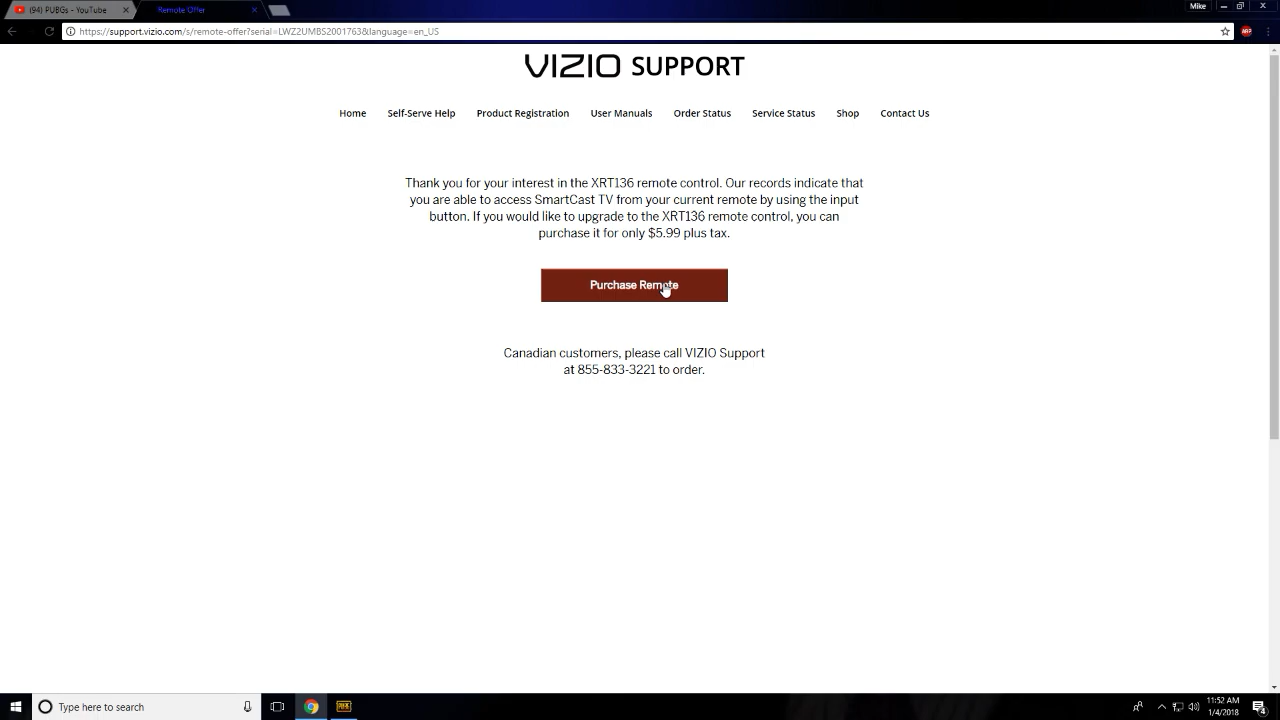 (94) PUBGs - YouTube
Remote Offer
Mike
https://support.vizio.com/s/remote-offer?serial=LWZ2UMBS2001763&language=en_US
ABP
VIZIO SUPPORT
Home Self-Serve Help Product Registration User Manuals Order Status Service Status Shop Contact Us
Thank you for your interest in the XRT136 remote control. Our records indicate that
you are able to access SmartCast TV from your current remote by using the input
button. If you would like to upgrade to the XRT136 remote control, you can
purchase it for only $5.99 plus tax.
Purchase Remote
Canadian customers, please call VIZIO Support
at 855-833-3221 to order.
Type here to search
11:52 AM
1/4/2018